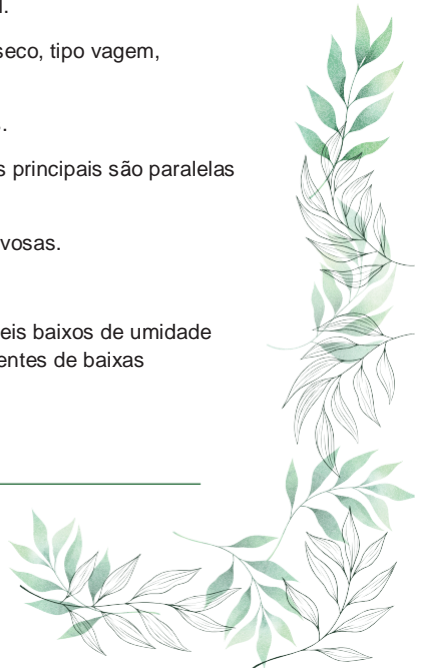 l.
seco, tipo vagem,
s principais são paralelas
vosas.
eis baixos de umidade
entes de baixas